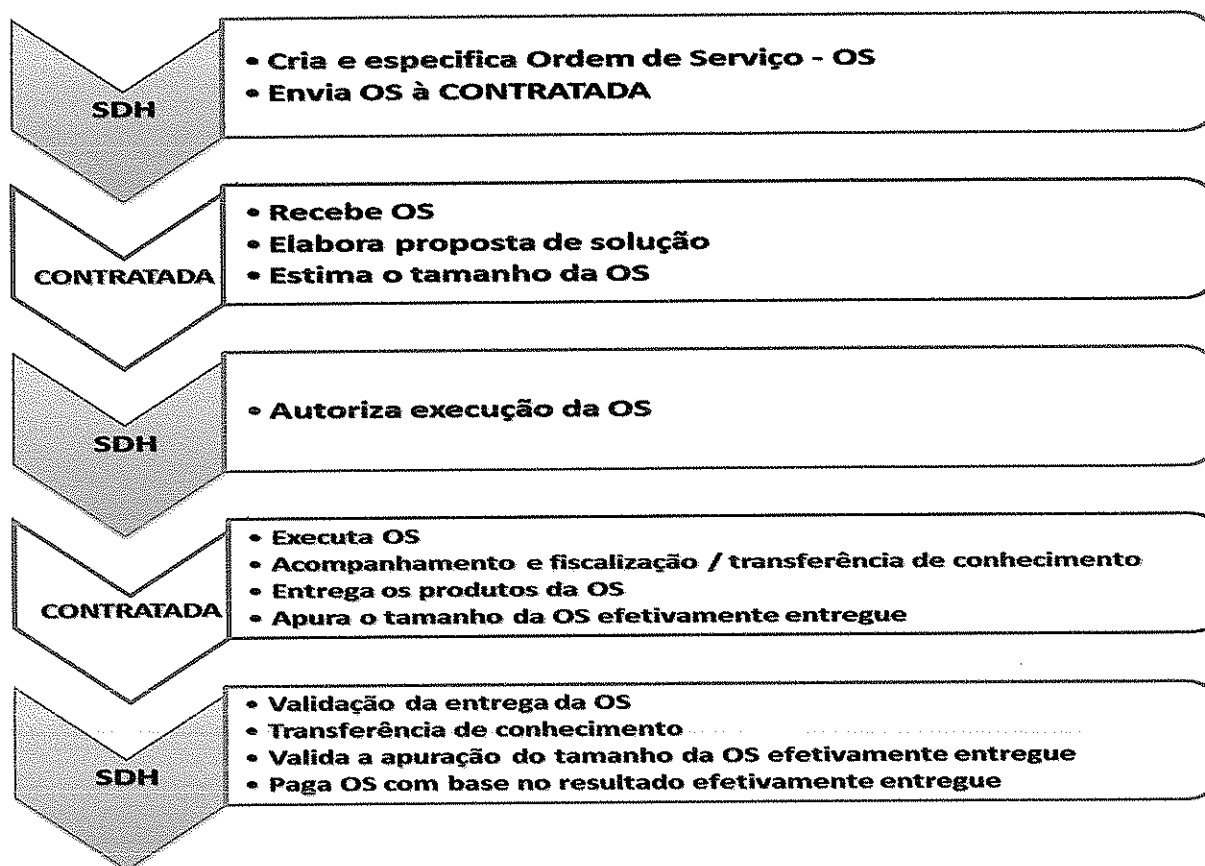 SDH
• Cria e especifica Ordem de Serviço - OS
• Envia OS à CONTRATADA
CONTRATADA
• Recebe OS
• Elabora proposta de solução
• Estima o tamanho da OS
SDH
• Autoriza execução da OS
CONTRATADA
• Executa OS
• Acompanhamento e fiscalização / transferência de conhecimento
• Entrega os produtos da OS
• Apura o tamanho da OS efetivamente entregue
SDH
• Validação da entrega da OS
• Transferência de conhecimento
• Valida a apuração do tamanho da OS efetivamente entregue
• Paga OS com base no resultado efetivamente entregue